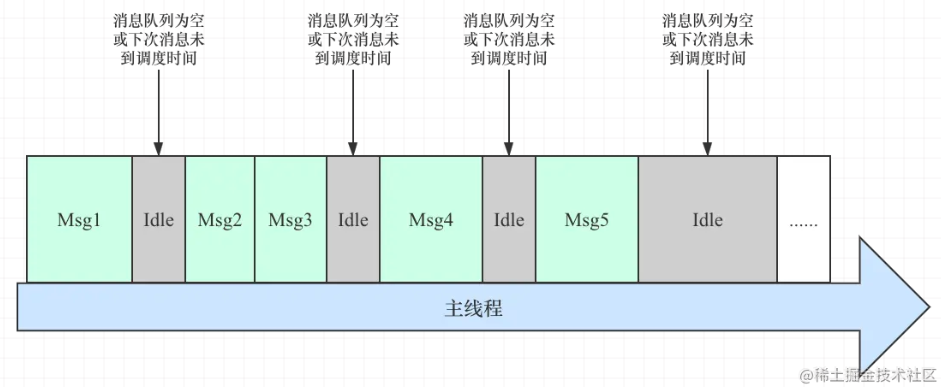 消息队列为空
或下次消息未
到调度时间
消息队列为空
或下次消息未
到调度时间
消息队列为空
或下次消息未
到调度时间
消息队列为空
或下次消息未
到调度时间
Msg1
Idle
Msg2
Msg3
Idle
Msg4
Idle
Msg5
Idle
......
主线程
@稀土掘金技术社区